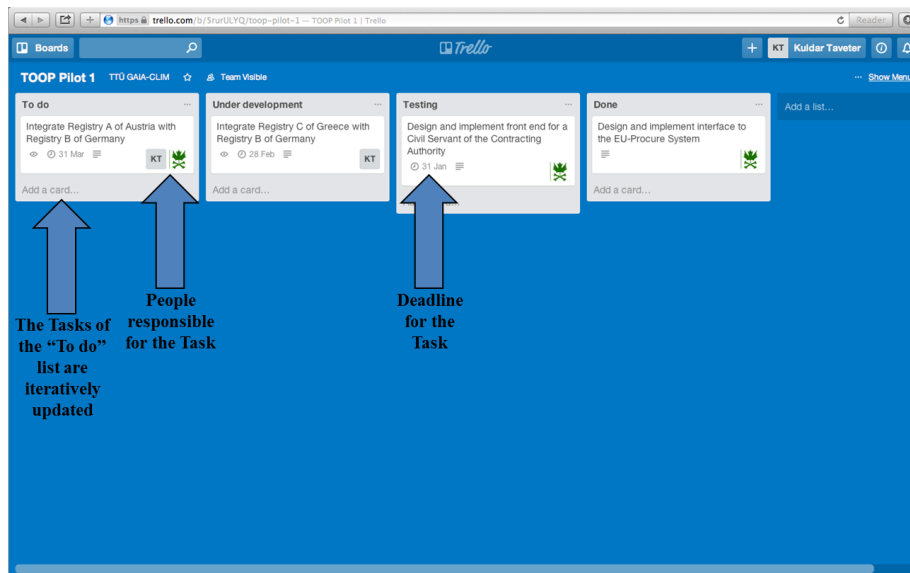 https trello.com/b/SrurULYQ/toop-pilot-1 — TOOP Pilot 1 | Trello
Reader
Boards
Trello
KT Kuldar Taveter
TOOP Pilot 1 TTÜ GAIA-CLIM Team Visible
... Show Menu
To do ...
Integrate Registry A of Austria with
Registry B of Germany
31 Mar
KT
Add a card...
Under development ...
Integrate Registry C of Greece with
Registry B of Germany
28 Feb
KT
Add a card...
Testing ...
Design and implement front end for a
Civil Servant of the Contracting
Authority
31 Jan
Done ...
Design and implement interface to
the EU-Procure System
Add a card...
Add a list...
The Tasks of
the “To do”
list are
iteratively
updated
People
responsible
for the Task
Deadline
for the
Task